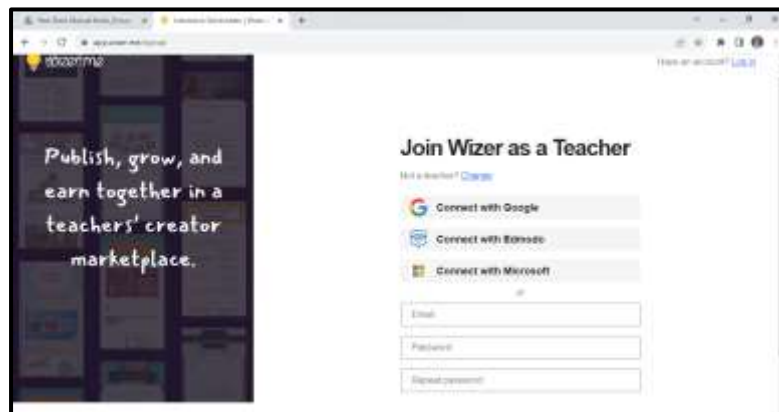 wizer.me
Have an account? Log in
Publish, grow, and
earn together in a
teachers' creator
marketplace.
Join Wizer as a Teacher
Not a teacher? Change
Connect with Google
Connect with Edmodo
Connect with Microsoft
or
Email
Password
Repeat password